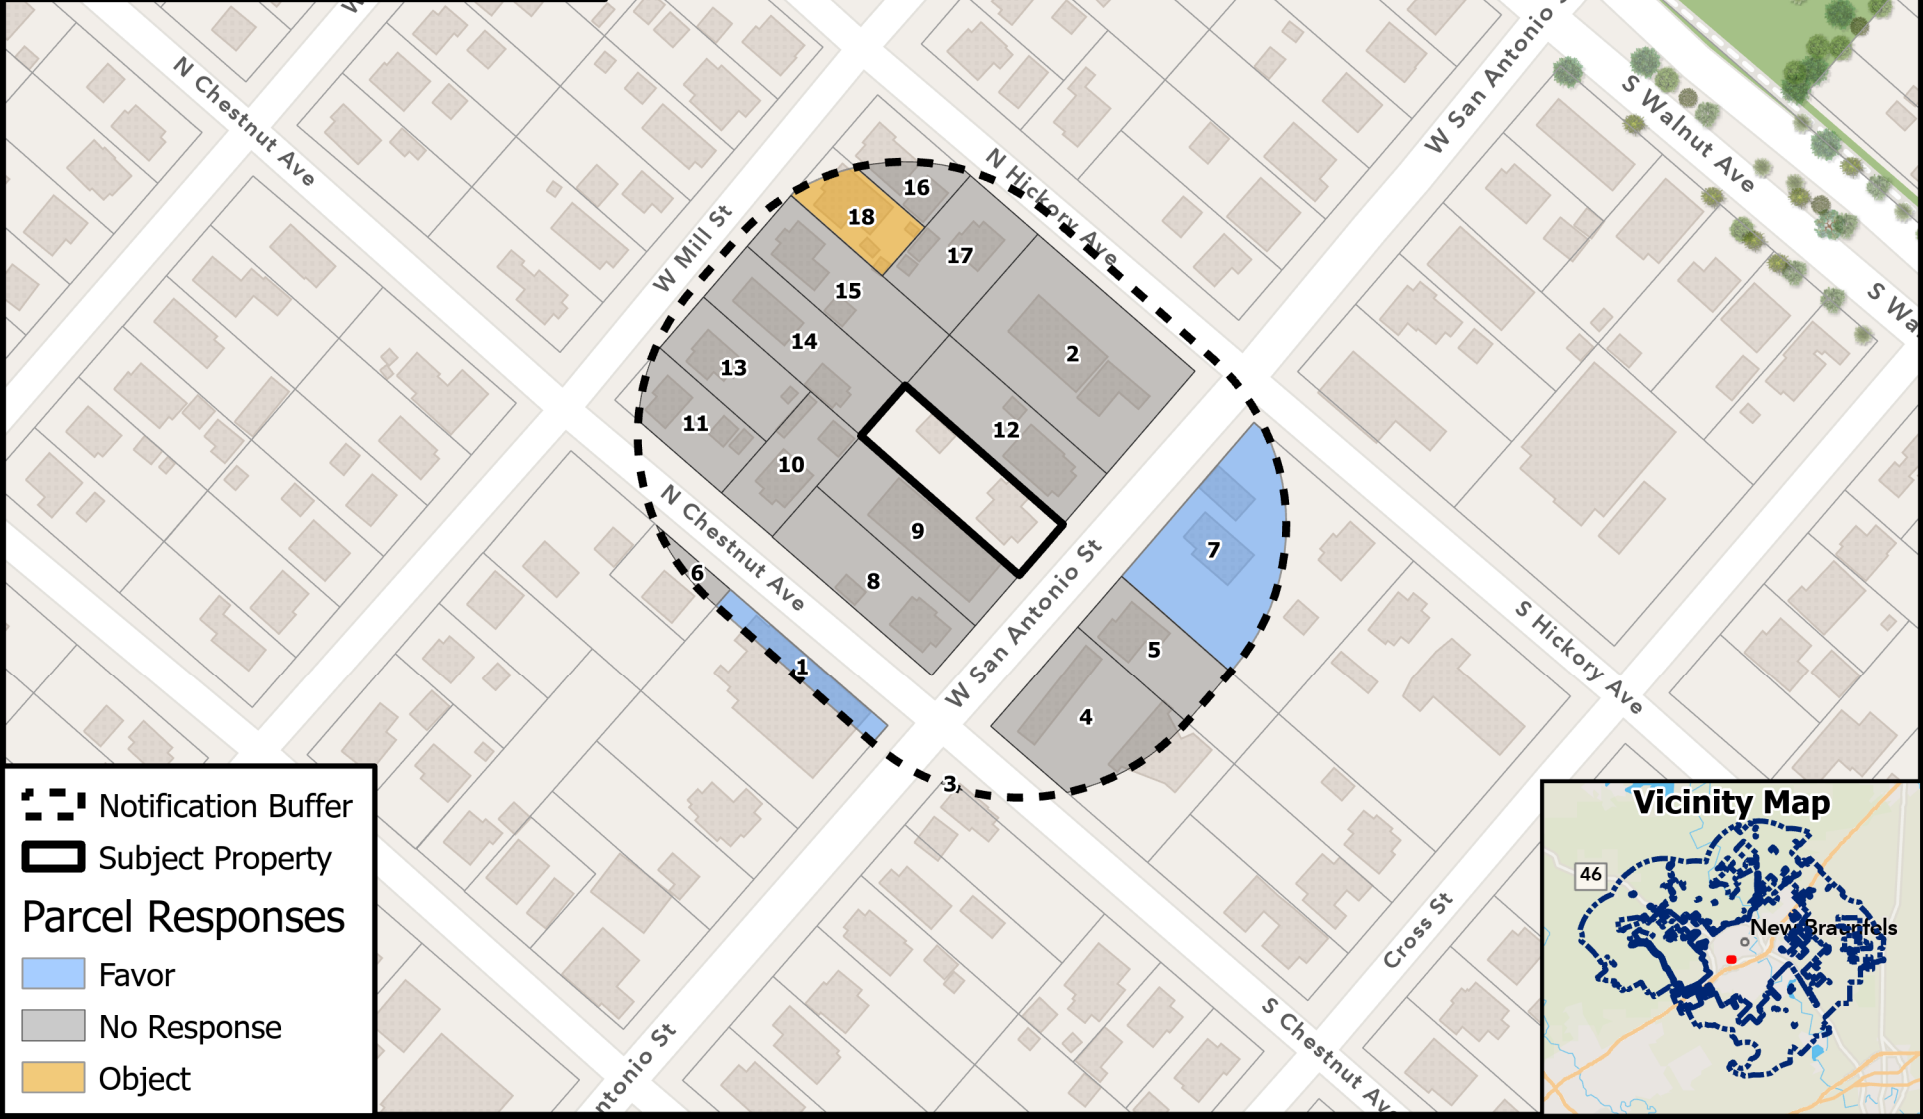 N Chestnut Ave
W San Antonio
S Walnut Ave
N Hickory Ave
16
18
W Mill St
17
15
S Wa
14
2
13
11
12
10
N Chestnut Ave
9
7
W San Antonio St
6
8
S Hickory Ave
5
1
4
3
Notification Buffer
Subject Property
Parcel Responses
Favor
No Response
Object
Cross St
S Chestnut Av
ntonio St
Vicinity Map
46
New Braunfels